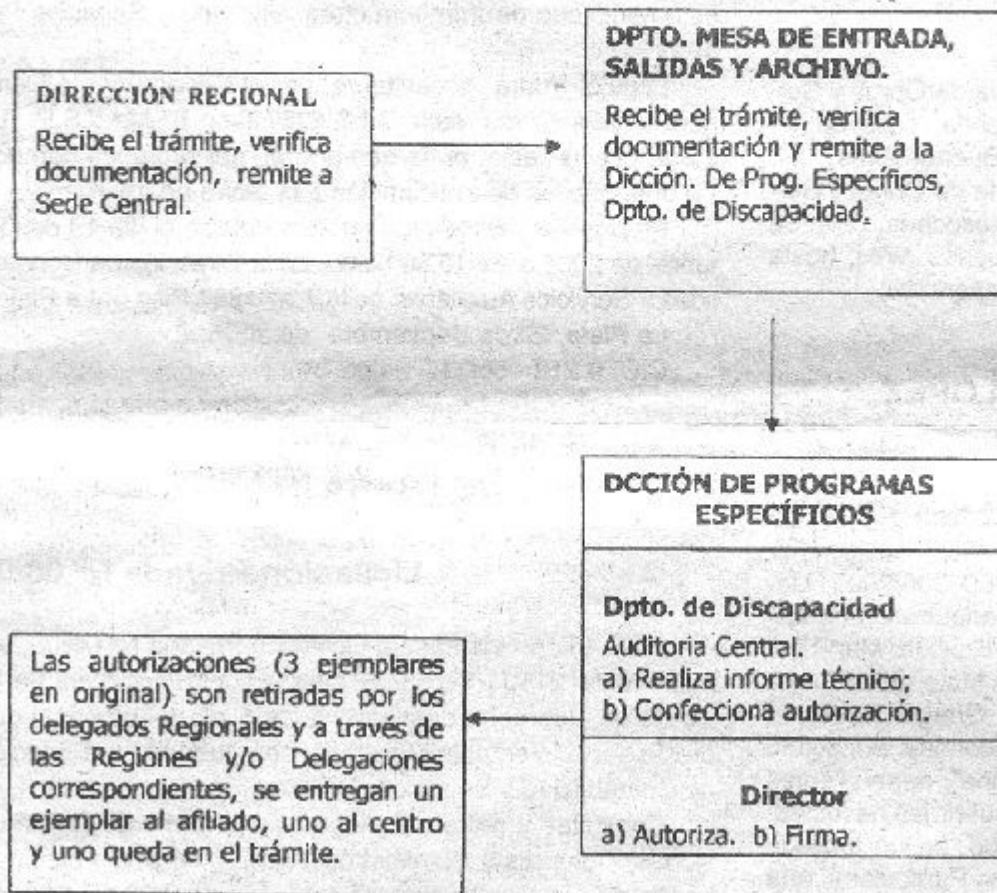 DIRECCIÓN REGIONAL
Recibe el trámite, verifica
documentación, remite a
Sede Central.
DPTO. MESA DE ENTRADA,
SALIDAS Y ARCHIVO.
Recibe el trámite, verifica
documentación y remite a la
Dicción. De Prog. Específicos,
Dpto. de Discapacidad.
DCCIÓN DE PROGRAMAS
ESPECÍFICOS
Dpto. de Discapacidad
Auditoria Central.
a) Realiza informe técnico;
b) Confecciona autorización.
Director
a) Autoriza. b) Firma.
Las autorizaciones (3 ejemplares
en original) son retiradas por los
delegados Regionales y a través de
las Regiones y/o Delegaciones
correspondientes, se entregan un
ejemplar al afiliado, uno al centro
y uno queda en el trámite.